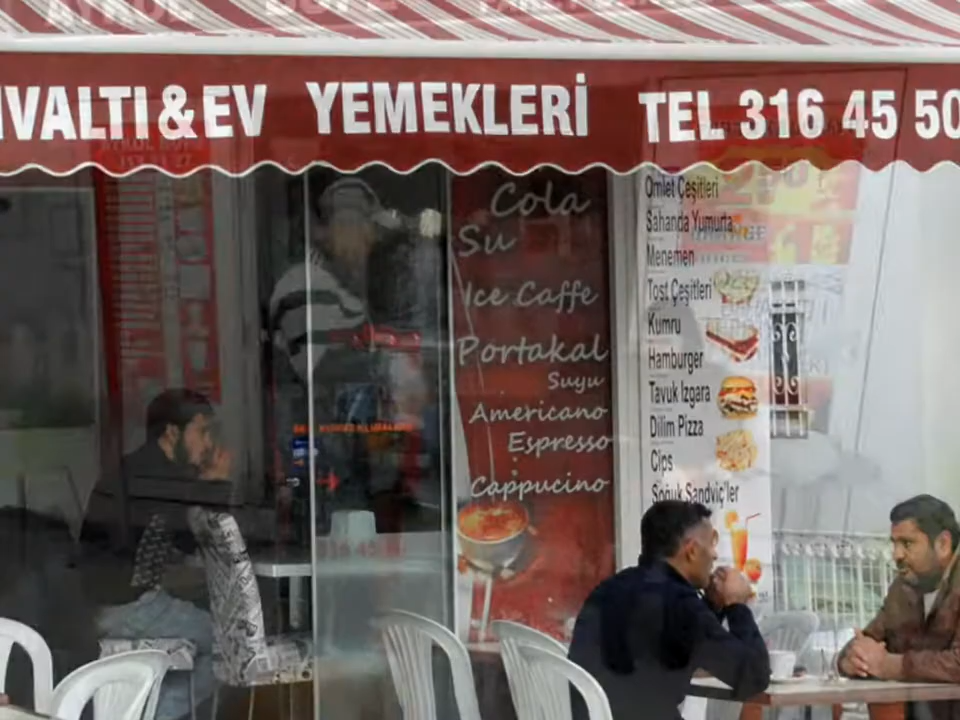 IVALTI&EV YEMEKLERİ TEL 316 45 50
Cola
Su
Ice Caffe
Portakal
Suyu
Americano
Espresso
Cappucino
Omlet Çeşitleri
Sahanda Yumurta
Menemen
Tost Çeşitleri
Kumru
Hamburger
Tavuk Izgara
Dilim Pizza
Cips
Soğuk Sandviç'ler